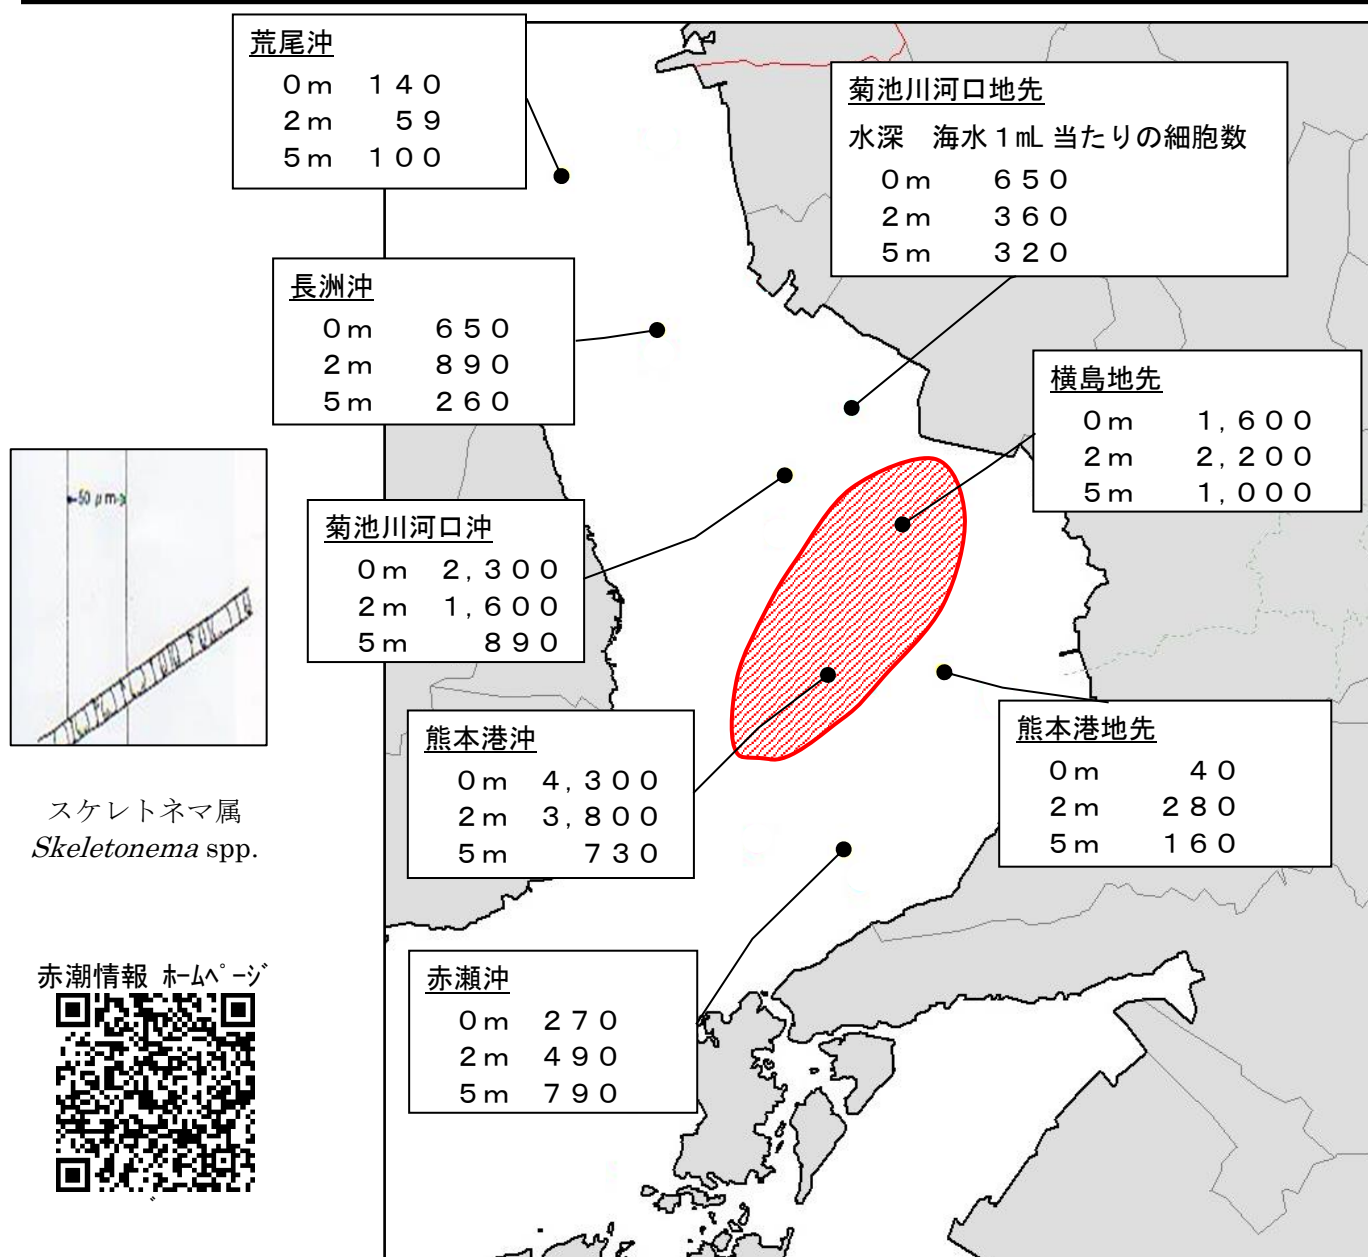 荒尾沖
0m 140
2m 59
5m 100
菊池川河口地先
水深 海水1mL当たりの細胞数
0m 650
2m 360
5m 320
長洲沖
0m 650
2m 890
5m 260
横島地先
0m 1,600
2m 2,200
5m 1,000
50μm
菊池川河口沖
0m 2,300
2m 1,600
5m 890
熊本港沖
0m 4,300
2m 3,800
5m 730
熊本港地先
0m 40
2m 280
5m 160
スケレトネマ属
Skeletonema spp.
赤瀬沖
0m 270
2m 490
5m 790
赤潮情報 ホームページ